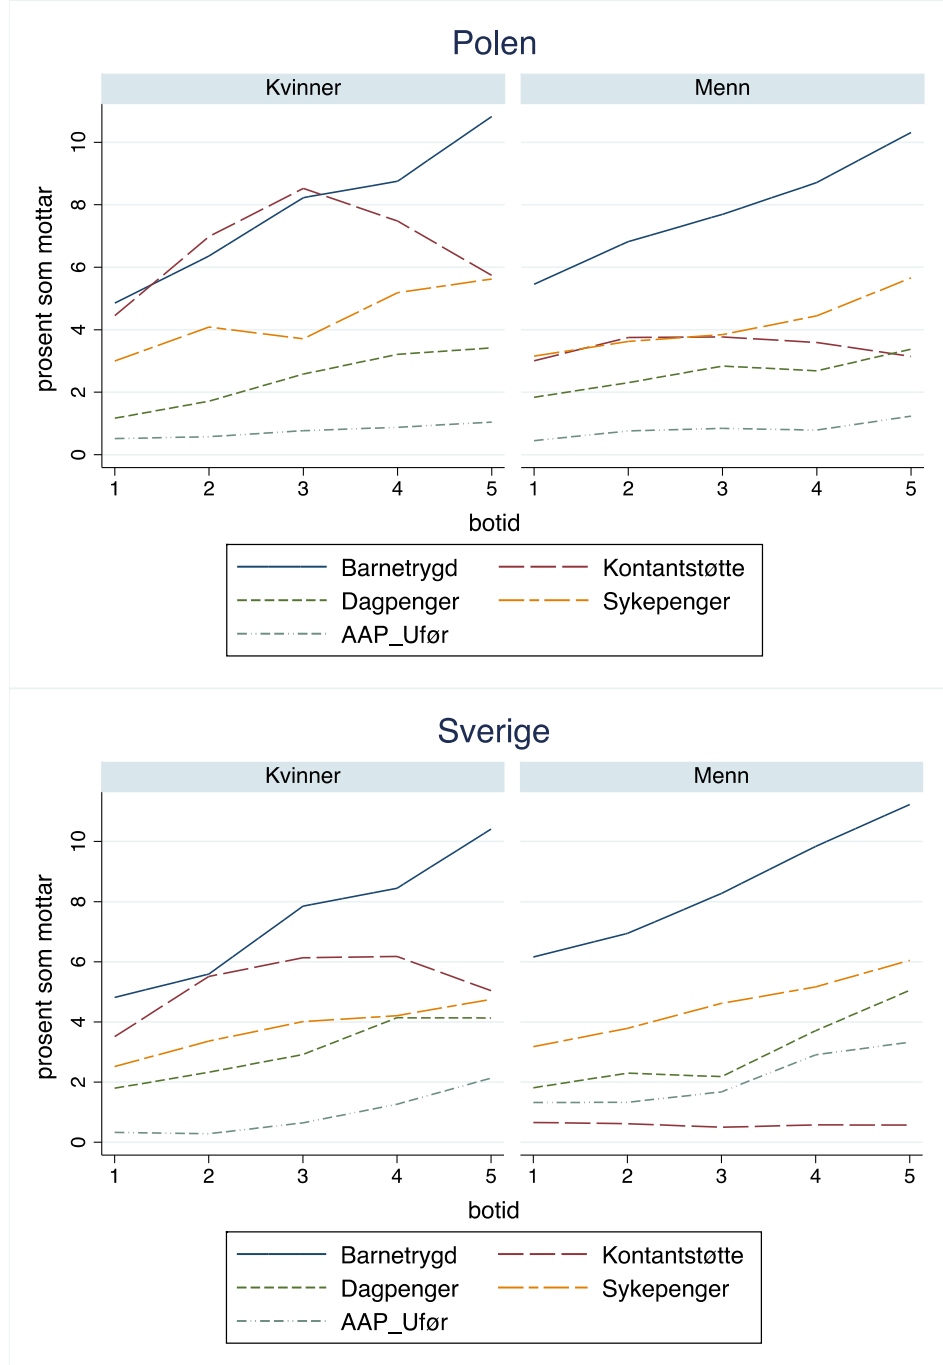 Polen
Kvinner
Menn
prosent som mottar
10
8
6
4
2
0
1 2 3 4 5
1 2 3 4 5
botid
Barnetrygd
Kontantstøtte
Dagpenger
Sykepenger
AAP_Ufør
Sverige
Kvinner
Menn
prosent som mottar
10
8
6
4
2
0
1 2 3 4 5
1 2 3 4 5
botid
Barnetrygd
Kontantstøtte
Dagpenger
Sykepenger
AAP_Ufør